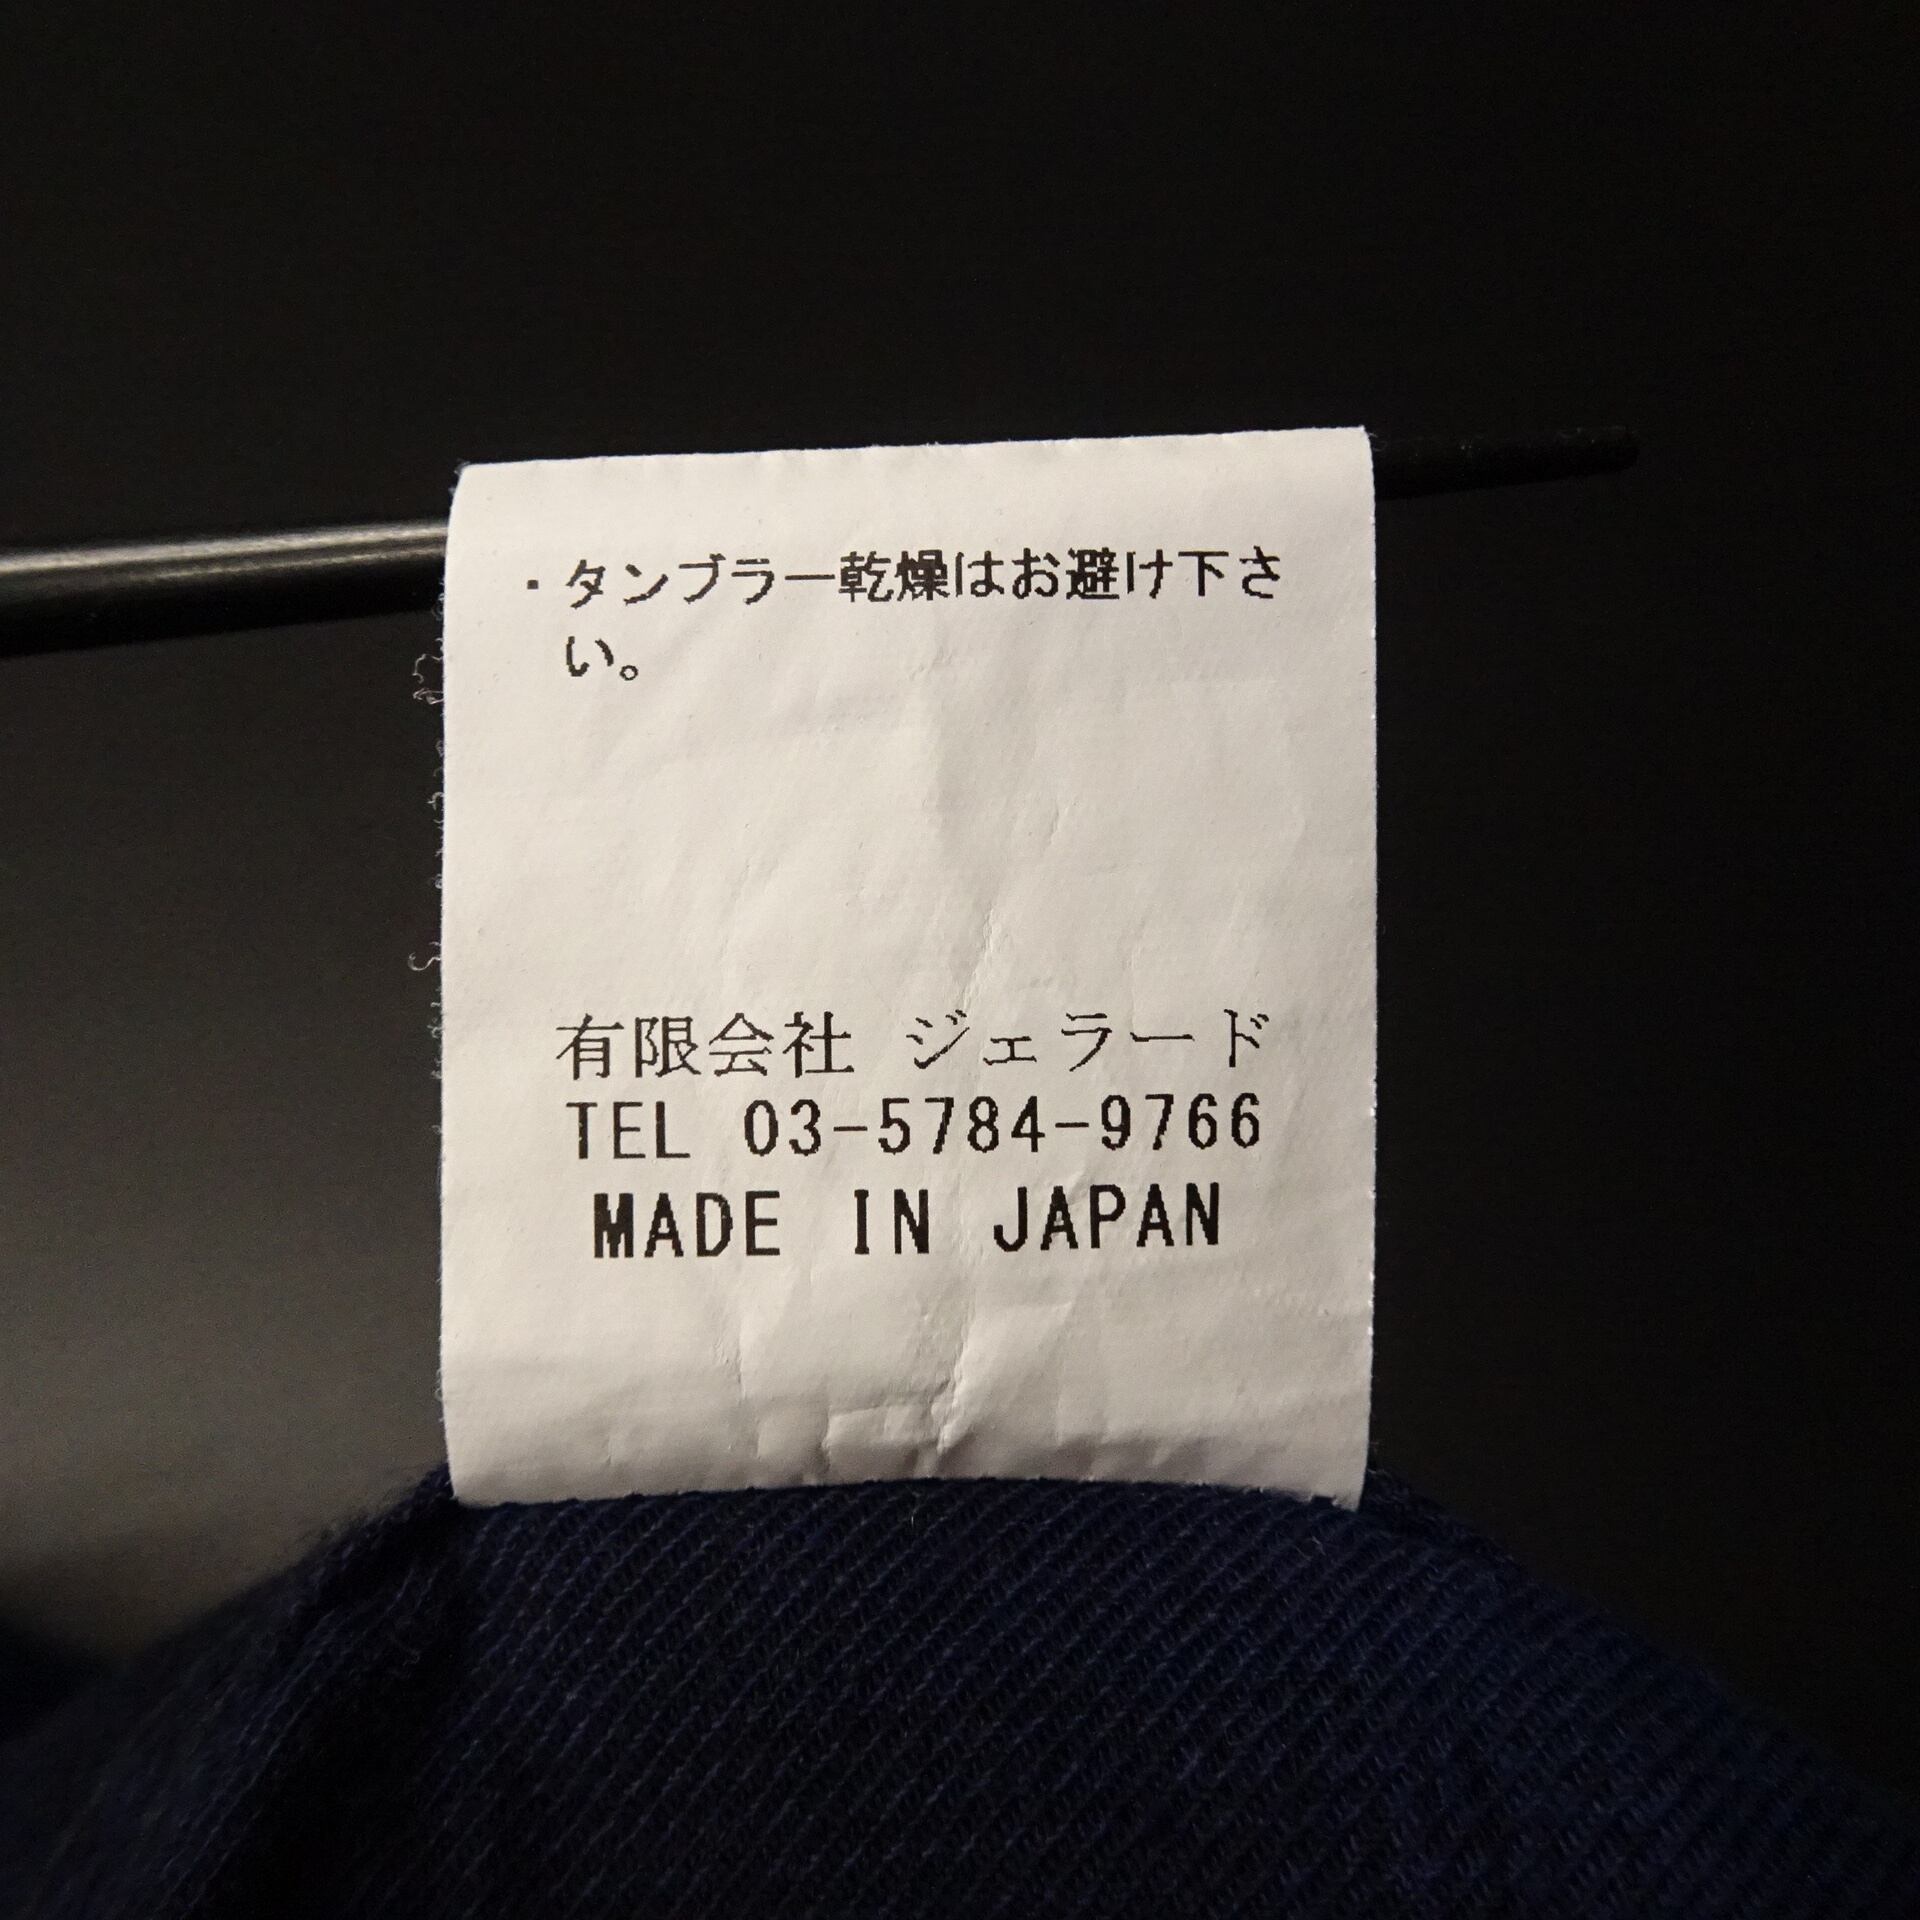 ・タンブラー乾燥はお避け下さ
い。
有限会社 ジェラード
TEL 03-5784-9766
MADE IN JAPAN